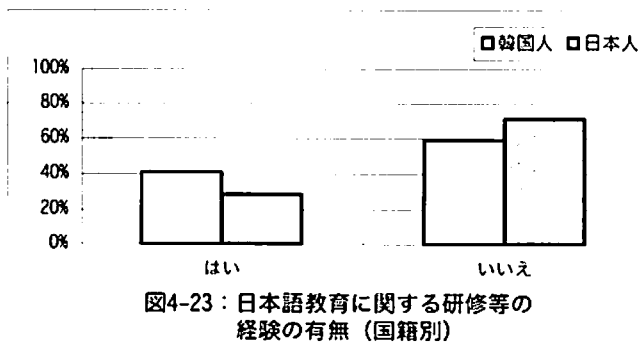 韓国人 日本人
100%
80%
60%
40%
20%
0%
はい いいえ
図4-23：日本語教育に関する研修等の
経験の有無（国籍別）